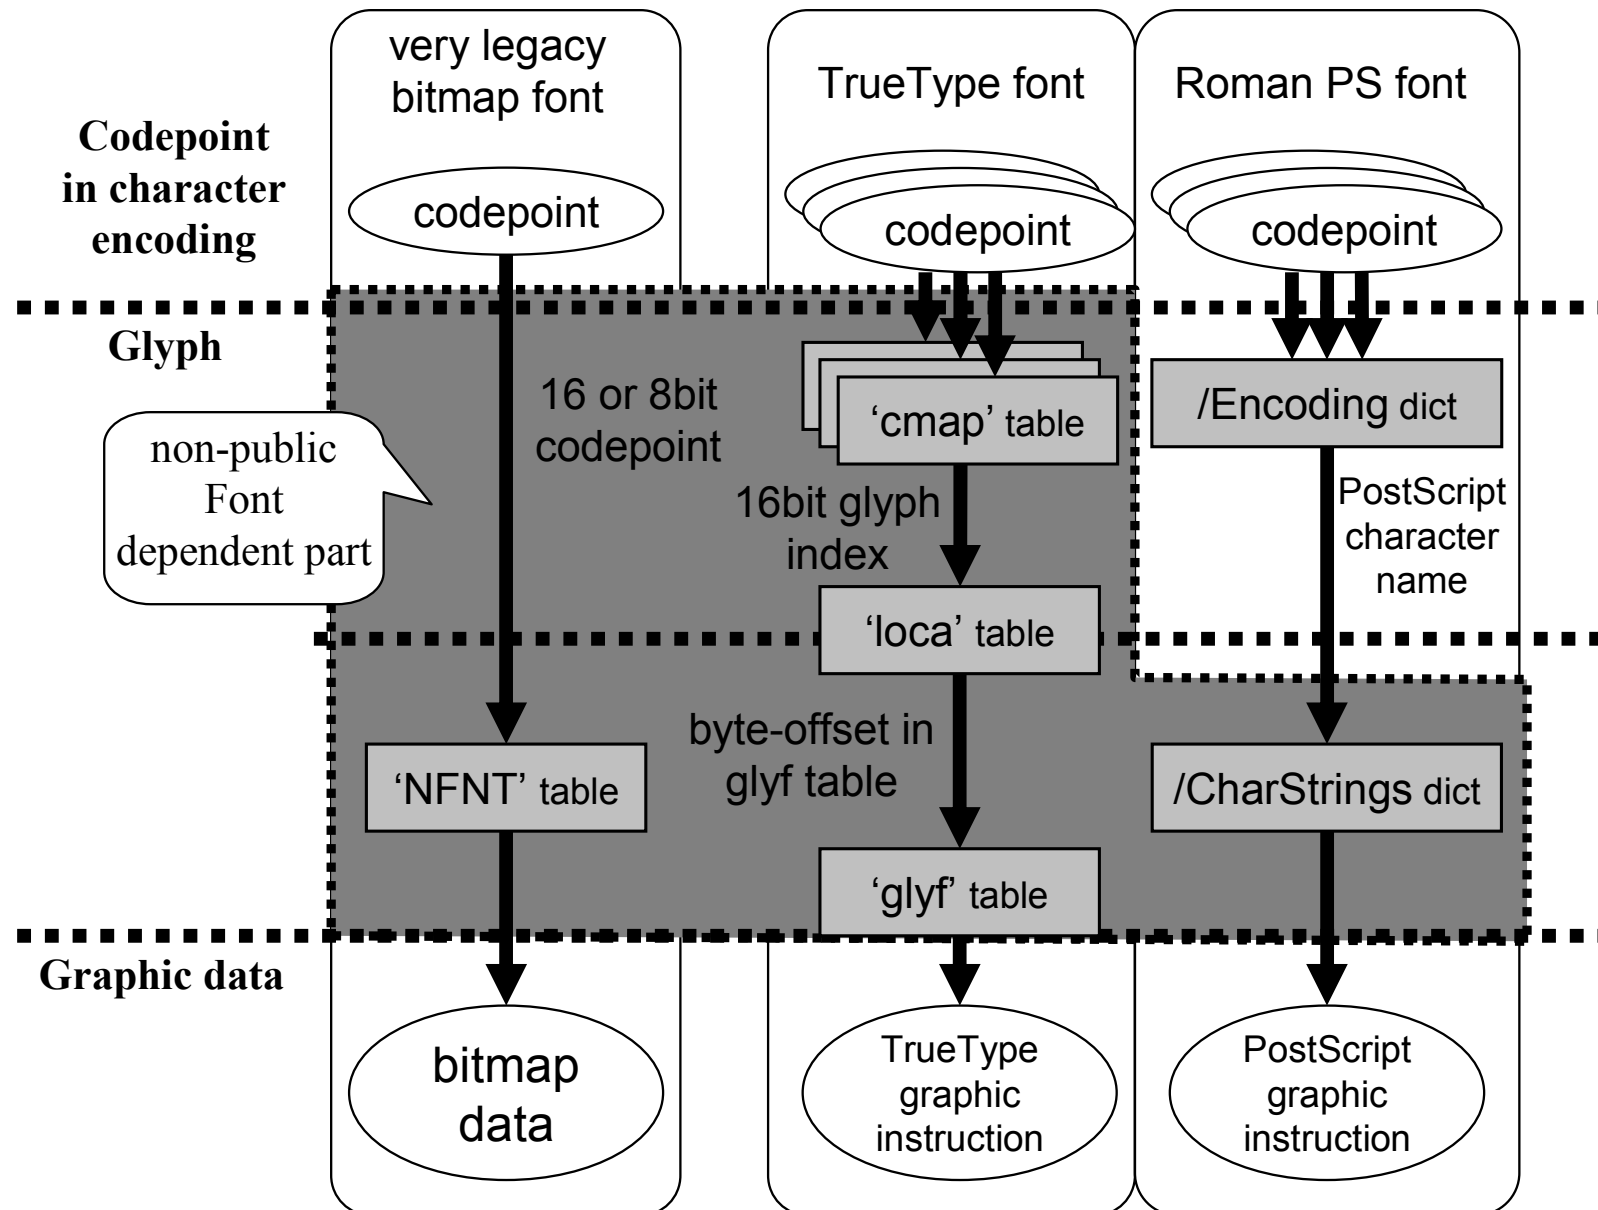 very legacy
bitmap font
TrueType font
Roman PS font
Codepoint
in character
encoding
codepoint
codepoint
codepoint
Glyph
16 or 8bit
codepoint
‘cmap’ table
/Encoding dict
non-public
Font
dependent part
16bit glyph
index
PostScript
character
name
‘loca’ table
byte-offset in
glyf table
‘NFNT’ table
/CharStrings dict
‘glyf’ table
Graphic data
bitmap
data
TrueType
graphic
instruction
PostScript
graphic
instruction